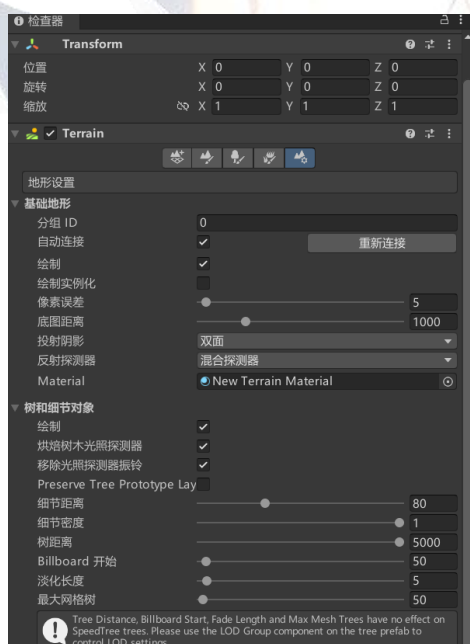 检查器
Transform
位置 X 0 Y 0 Z 0
旋转 X 0 Y 0 Z 0
缩放 X 1 Y 1 Z 1
Terrain
地形设置
基础地形
分组 ID 0
自动连接 重新连接
绘制
绘制实例化
像素误差 5
底图距离 1000
投射阴影 双面
反射探测器 混合探测器
Material New Terrain Material
树和细节对象
绘制
烘焙树木光照探测器
移除光照探测器振铃
Preserve Tree Prototype Lay
细节距离 80
细节密度 1
树距离 5000
Billboard 开始 50
淡化长度 5
最大网格树 50
Tree Distance, Billboard Start, Fade Length and Max Mesh Trees have no effect on
SpeedTree trees. Please use the LOD Group component on the tree prefab to
control LOD settings.